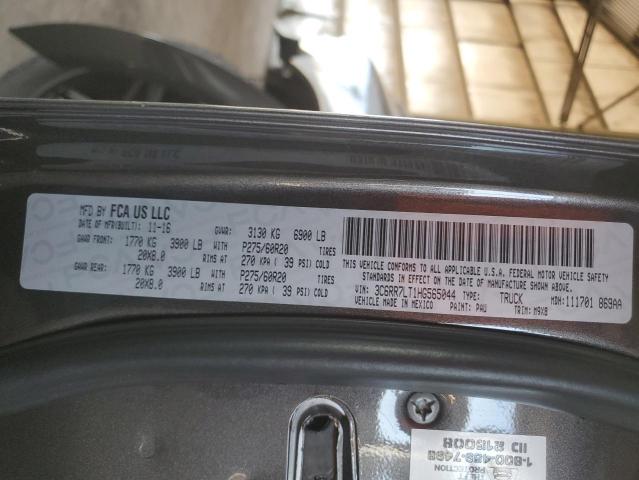 MFD. BY FCA US LLC
DATE OF MFR(BUILT): 11-16 GVWR: 3130 KG 6900 LB
GAWR FRONT: 1770 KG 3900 LB WITH P275/60R20 TIRES
20X8.0 RIMS AT 270 KPA ( 39 PSI) COLD
GAWR REAR: 1770 KG 3900 LB WITH P275/60R20 TIRES
20X8.0 RIMS AT 270 KPA ( 39 PSI) COLD
THIS VEHICLE CONFORMS TO ALL APPLICABLE U.S.A. FEDERAL MOTOR VEHICLE SAFETY
STANDARDS IN EFFECT ON THE DATE OF MANUFACTURE SHOWN ABOVE.
VIN: 3C6RR7LT1HG565044 TYPE: TRUCK MDH: 111701 869AA
VEHICLE MADE IN MEXICO PAINT: PAU TRIM: M9X8
PROTECTION
1-800-458-7488